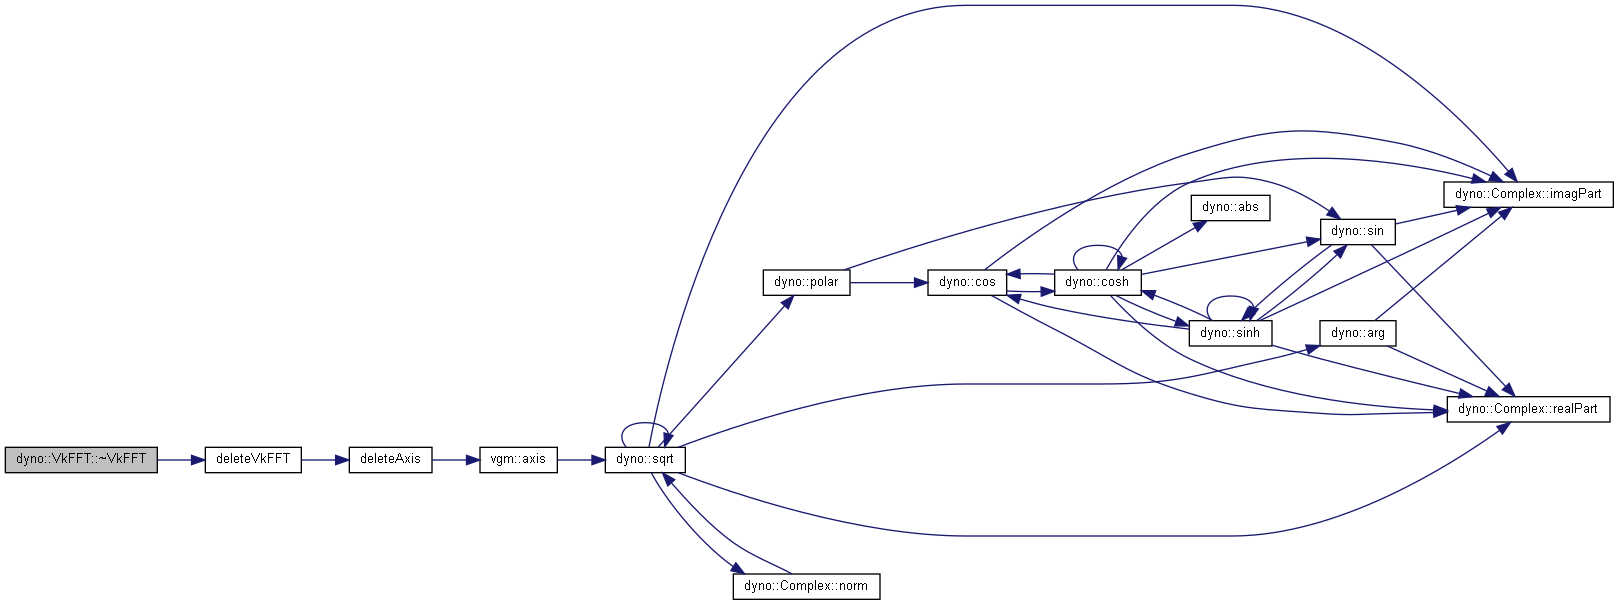 dyno::VkFFT::~VkFFT
deleteVkFFT
deleteAxis
vgm::axis
dyno::sqrt
dyno::polar
dyno::Complex::norm
dyno::cos
dyno::cosh
dyno::abs
dyno::sinh
dyno::sin
dyno::arg
dyno::Complex::imagPart
dyno::Complex::realPart